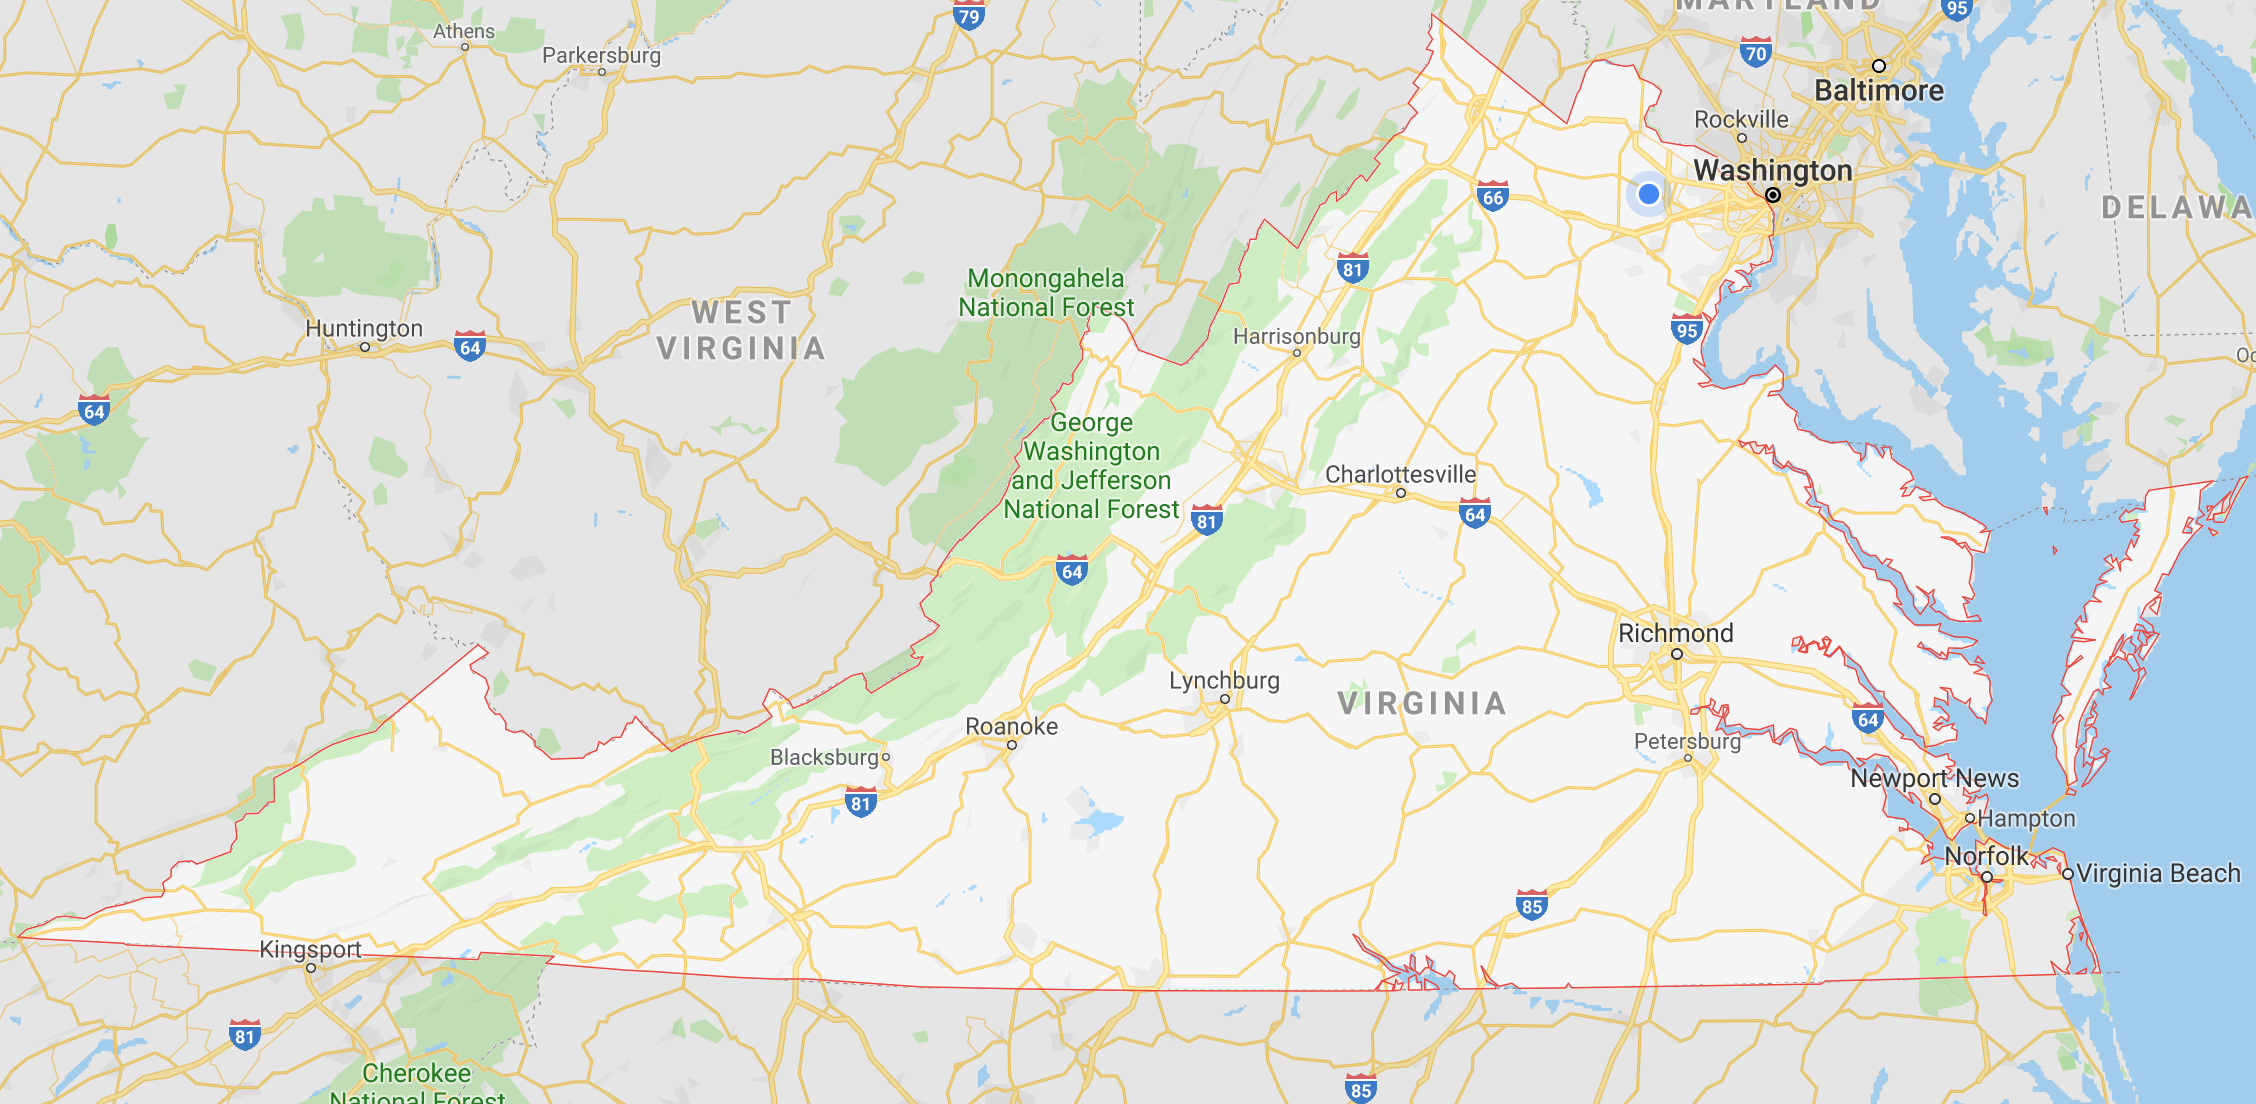 MARYLAND
79
95
Athens
Parkersburg
70
Baltimore
Rockville
Washington
66
DELAWA
81
Monongahela
National Forest
WEST
VIRGINIA
Huntington
64
Harrisonburg
95
Oc
64
George
Washington
and Jefferson
National Forest
Charlottesville
81
64
64
Richmond
Lynchburg
VIRGINIA
64
Roanoke
Petersburg
Blacksburg
81
Newport News
Hampton
Norfolk
Virginia Beach
85
Kingsport
81
Cherokee
National Forest
85